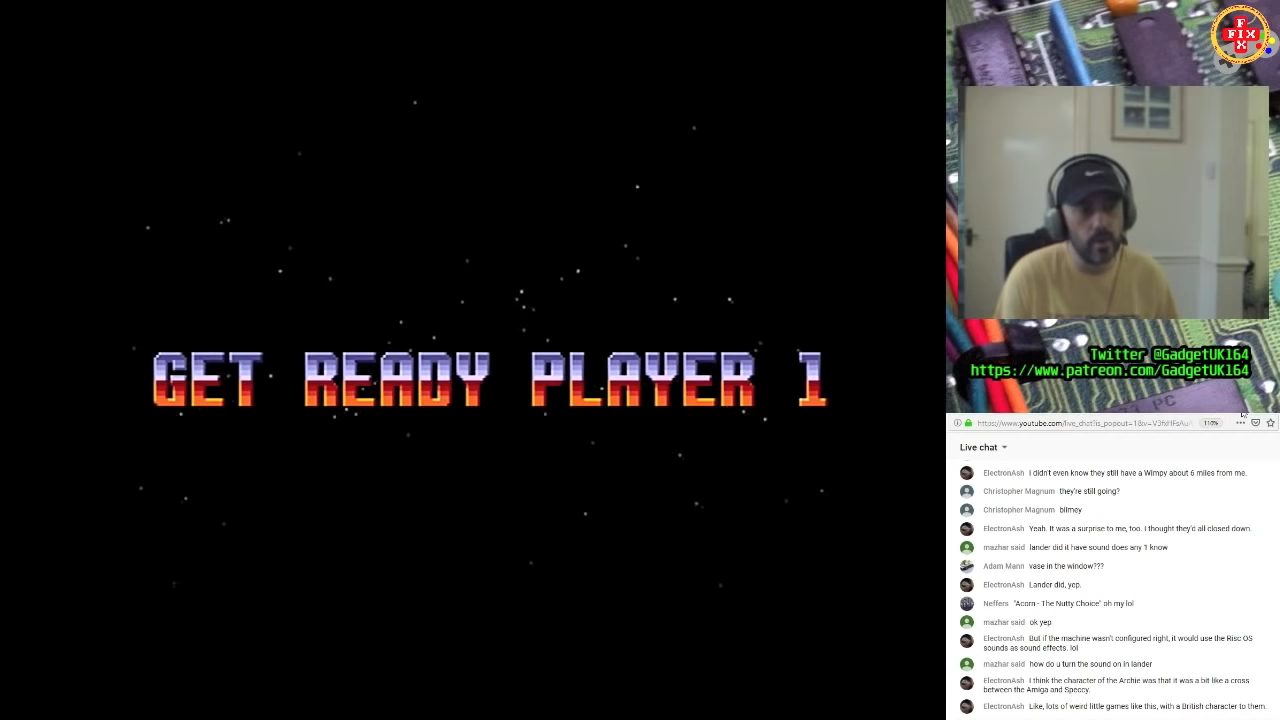 GET READY PLAYER 1
F
FIX
X
Twitter @GadgetUK164
https://www.patreon.com/GadgetUK164
PC
110%
Live chat
ElectronAsh I didn't even know they still have a Wimpy about 6 miles from me.
Christopher Magnum they're still going?
Christopher Magnum blimey
ElectronAsh Yeah. It was a surprise to me, too. I thought they'd all closed down.
mazhar said lander did it have sound does any 1 know
Adam Mann vase in the window???
ElectronAsh Lander did, yep.
Neffers "Acorn - The Nutty Choice" oh my lol
mazhar said ok yep
ElectronAsh But if the machine wasn't configured right, it would use the Risc OS
sounds as sound effects. lol
mazhar said how do u turn the sound on in lander
ElectronAsh I think the character of the Archie was that it was a bit like a cross
between the Amiga and Speccy.
ElectronAsh Like, lots of weird little games like this, with a British character to them.